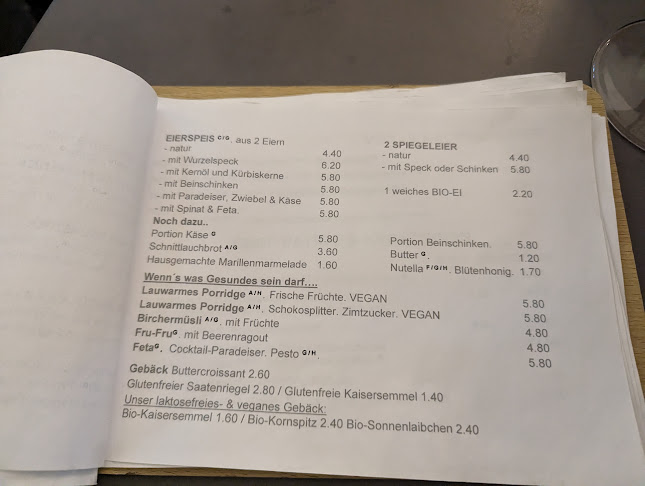 EIERSPEIS C/G. aus 2 Eiern
- natur 4.40
- mit Wurzelspeck 6.20
- mit Kernöl und Kürbiskerne 5.80
- mit Beinschinken 5.80
- mit Paradeiser, Zwiebel & Käse 5.80
- mit Spinat & Feta. 5.80
2 SPIEGELEIER
- natur 4.40
- mit Speck oder Schinken 5.80
1 weiches BIO-EI 2.20
Noch dazu..
Portion Käse G 5.80
Schnittlauchbrot A/G 3.60
Hausgemachte Marillenmarmelade 1.60
Portion Beinschinken. 5.80
Butter G. 1.20
Nutella F/G/H. Blütenhonig. 1.70
Wenn´s was Gesundes sein darf....
Lauwarmes Porridge A/H. Frische Früchte. VEGAN 5.80
Lauwarmes Porridge A/H. Schokosplitter. Zimtzucker. VEGAN 5.80
Birchermüsli A/G. mit Früchte 4.80
Fru-Fru G. mit Beerenragout 4.80
Feta G. Cocktail-Paradeiser. Pesto G/H. 5.80
Gebäck Buttercroissant 2.60
Glutenfreier Saatenriegel 2.80 / Glutenfreie Kaisersemmel 1.40
Unser laktosefreies- & veganes Gebäck:
Bio-Kaisersemmel 1.60 / Bio-Kornspitz 2.40 Bio-Sonnenlaibchen 2.40